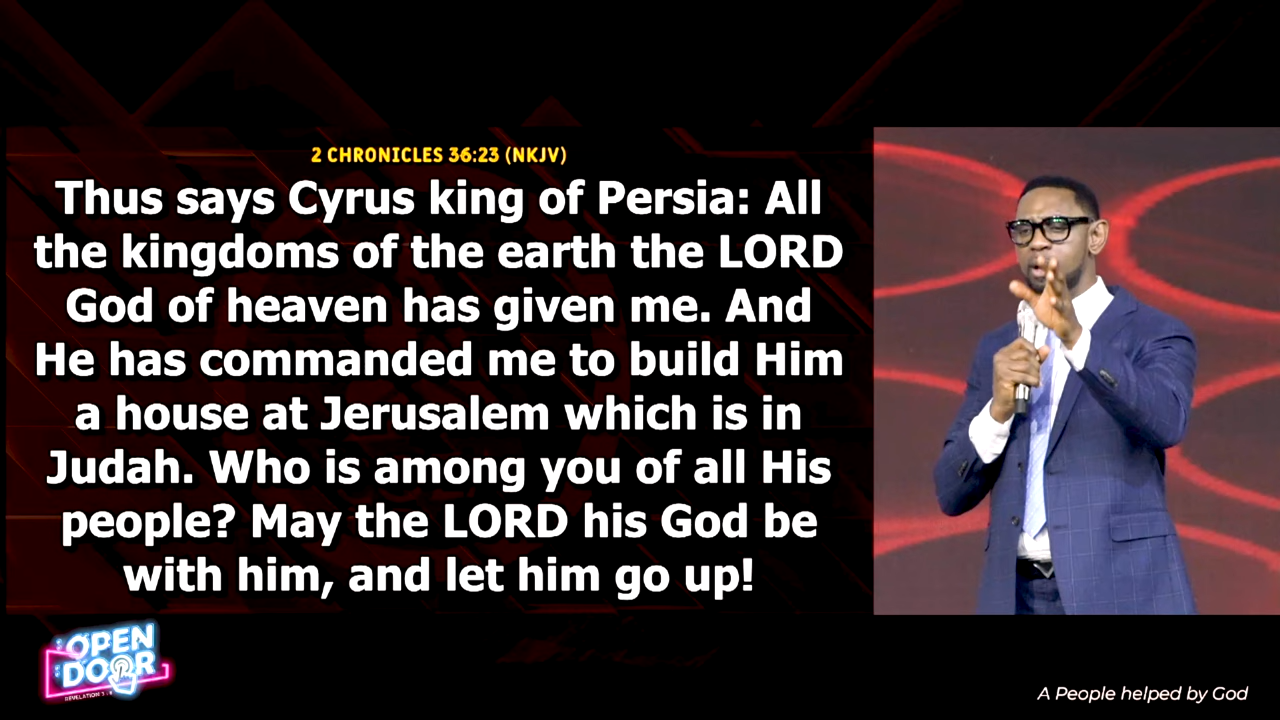 2 CHRONICLES 36:23 (NKJV)
Thus says Cyrus king of Persia: All
the kingdoms of the earth the LORD
God of heaven has given me. And
He has commanded me to build Him
a house at Jerusalem which is in
Judah. Who is among you of all His
people? May the LORD his God be
with him, and let him go up!
OPEN
DOOR
A People helped by God